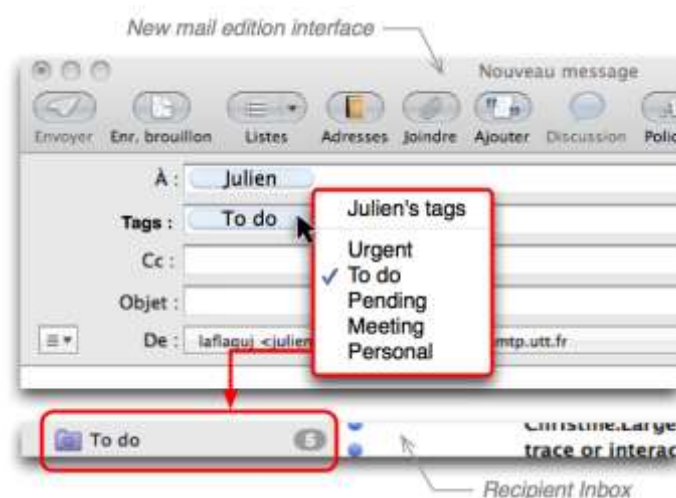 New mail edition interface
Nouveau message
Envoyer Enr. brouillon Listes Adresses Joindre Ajouter Discussion
À : Julien
Tags : To do
Julien's tags
Urgent
Cc :
To do
Pending
Objet :
Meeting
De : laflaquj <julien mtp.utt.fr
Personal
To do 5
trace or interac
Recipient Inbox